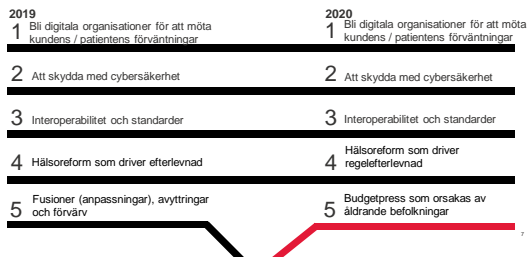 2019
1 Bli digitala organisationer för att möta
kundens / patientens förväntningar
2 Att skydda med cybersäkerhet
3 Interoperabilitet och standarder
4 Hälsoreform som driver efterlevnad
5 Fusioner (anpassningar), avyttringar
och förvärv
2020
1 Bli digitala organisationer för att möta
kundens / patientens förväntningar
2 Att skydda med cybersäkerhet
3 Interoperabilitet och standarder
4 Hälsoreform som driver
regelefterlevnad
5 Budgetpress som orsakas av
åldrande befolkningar
7